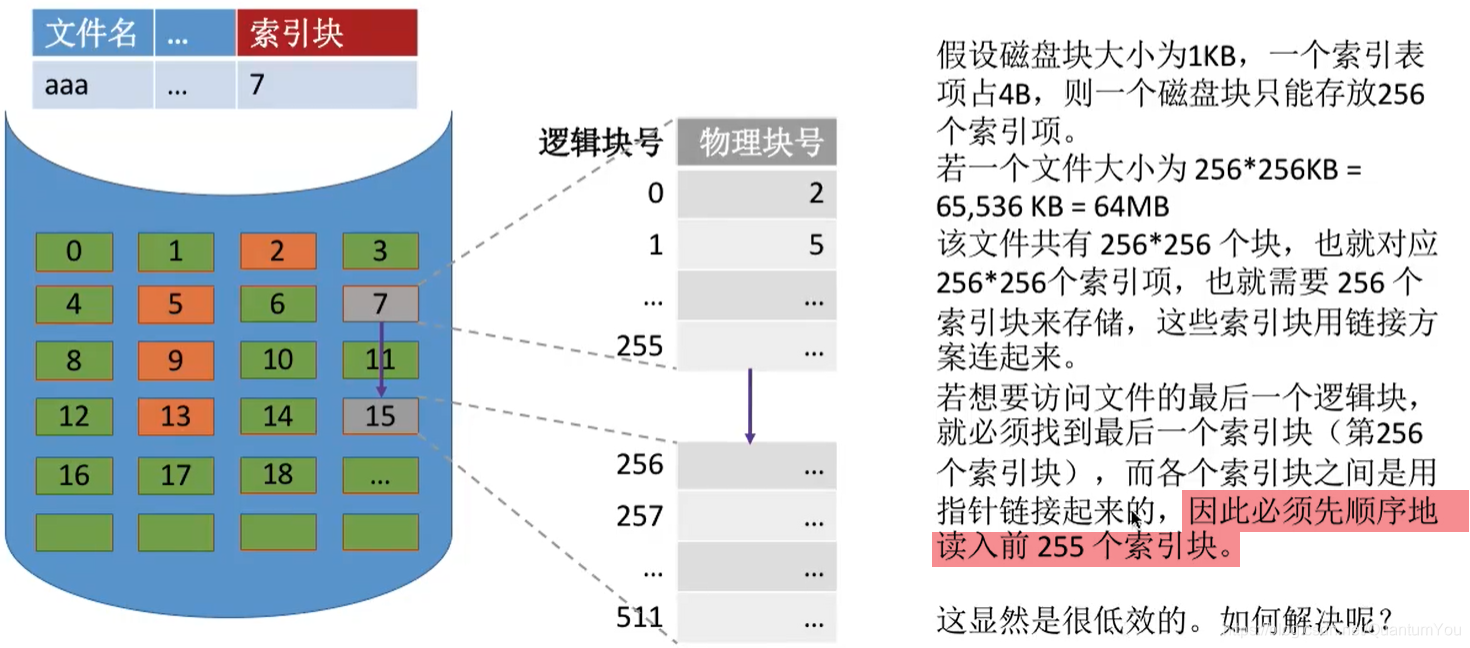 文件名 ... 索引块
aaa ... 7
逻辑块号 物理块号
0 2
1 5
... ...
255 ...
256 ...
257 ...
... ...
511 ...
0 1 2 3
4 5 6 7
8 9 10 11
12 13 14 15
16 17 18 ...
假设磁盘块大小为1KB，一个索引表
项占4B，则一个磁盘块只能存放256
个索引项。
若一个文件大小为 256*256KB =
65,536 KB = 64MB
该文件共有 256*256 个块，也就对应
256*256个索引项，也就需要 256 个
索引块来存储，这些索引块用链接方
案连起来。
若想要访问文件的最后一个逻辑块，
就必须找到最后一个索引块（第256
个索引块），而各个索引块之间是用
指针链接起来的，因此必须先顺序地
读入前 255 个索引块。
这显然是很低效的。如何解决呢？